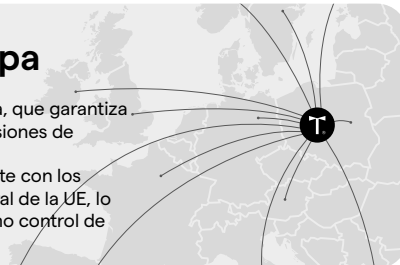 pa
a, que garantiza
siones de
te con los
al de la UE, lo
no control de
T.